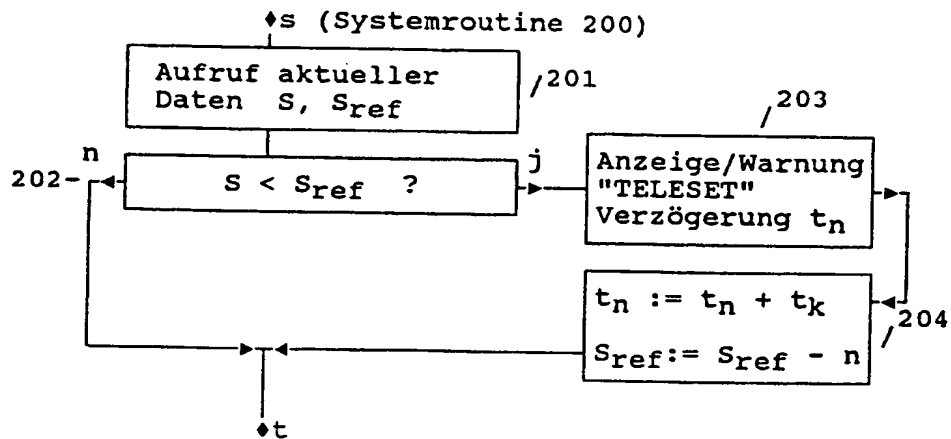 ♦s (Systemroutine 200)
Aufruf aktueller
Daten S, Sref
/201
/203
n
202-
S < Sref ?
j
Anzeige/Warnung
"TELESET"
Verzögerung tn
tn := tn + tk
Sref:= Sref - n
/204
♦t